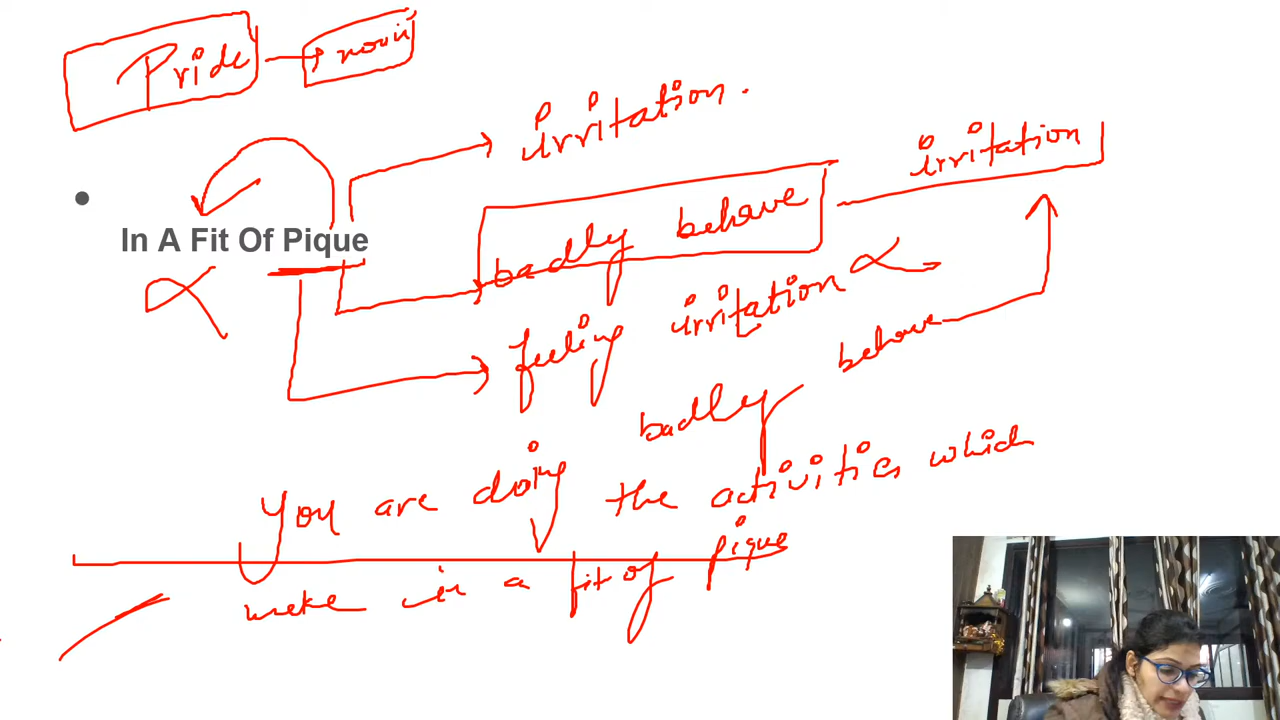 Pride → noun
irritation.
irritation
badly behave
• In A Fit Of Pique
feeling irritation
badly behave
You are doing the activities which
make in a fit of pique